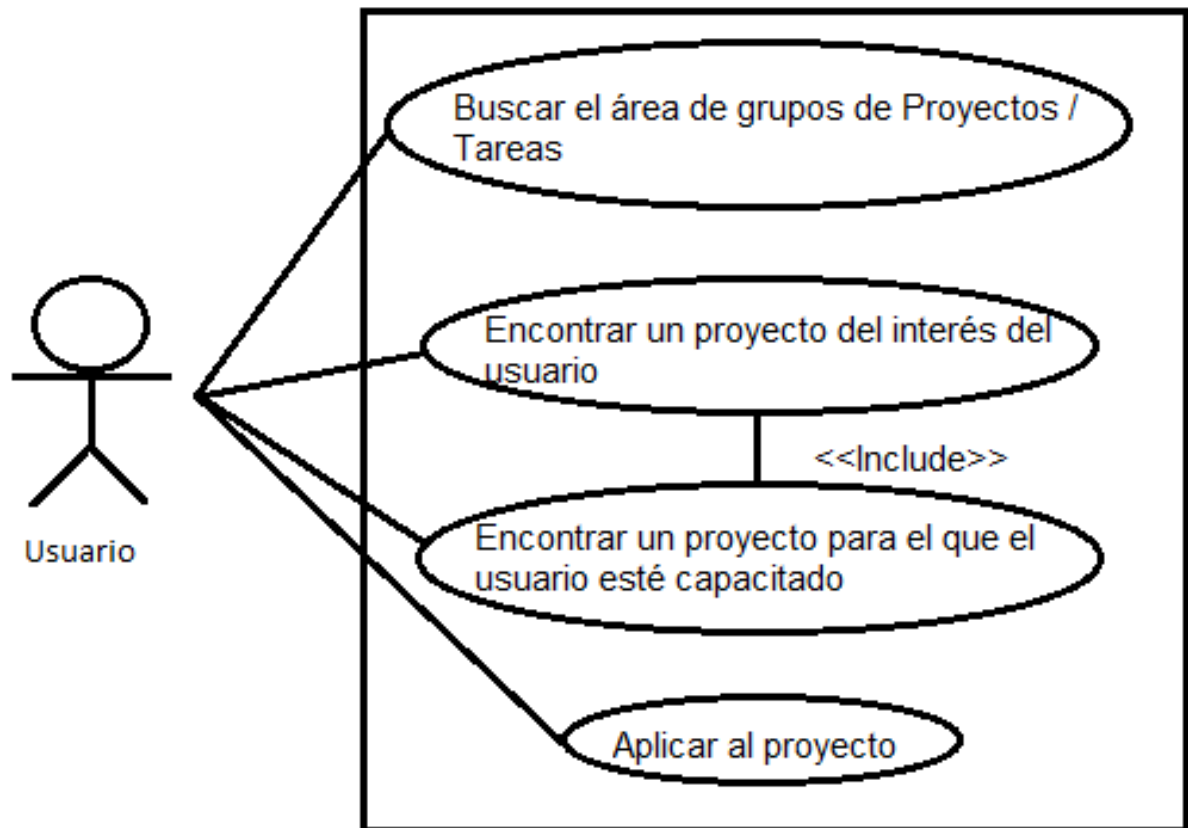 Buscar el área de grupos de Proyectos /
Tareas
Encontrar un proyecto del interés del
usuario
<<Include>>
Encontrar un proyecto para el que el
usuario esté capacitado
Usuario
Aplicar al proyecto